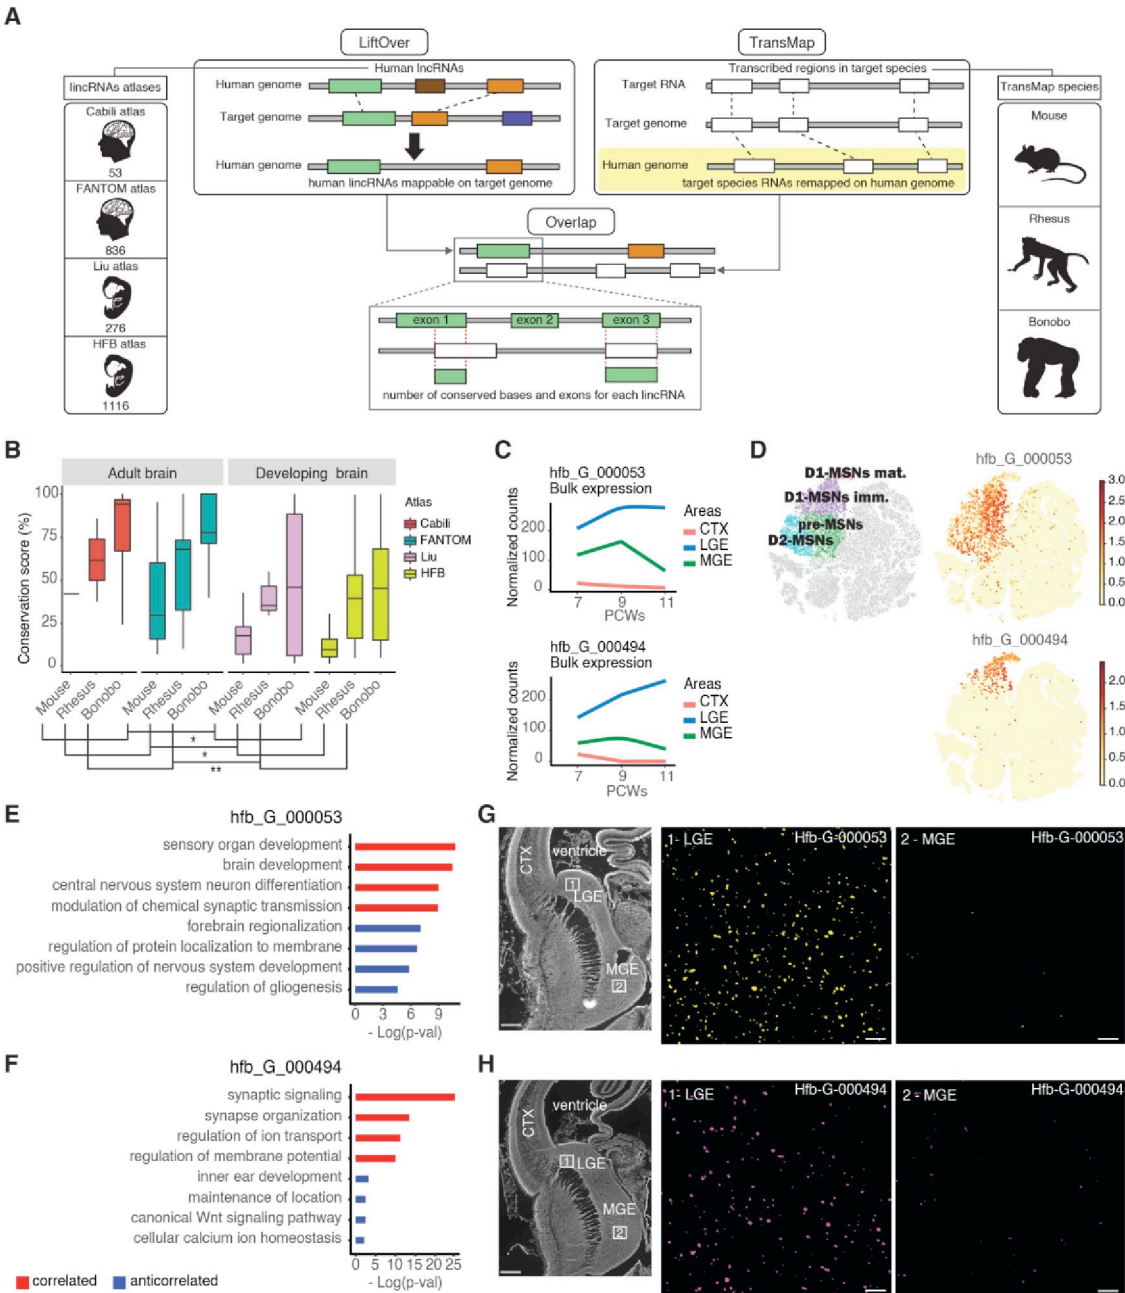 A
LiftOver
TransMap
lincRNAs atlases
Cabili atlas
53
FANTOM atlas
836
Liu atlas
276
HFB atlas
1116
Human lncRNAs
Human genome
Target genome
Human genome
human lincRNAs mappable on target genome
Transcribed regions in target species
Target RNA
Target genome
Human genome
target species RNAs remapped on human genome
TransMap species
Mouse
Rhesus
Bonobo
Overlap
exon 1
exon 2
exon 3
number of conserved bases and exons for each lincRNA
B
Adult brain
Developing brain
Conservation score (%)
100
75
50
25
0
Mouse
Rhesus
Bonobo
Mouse
Rhesus
Bonobo
Mouse
Rhesus
Bonobo
Mouse
Rhesus
Bonobo
*
*
**
Atlas
Cabili
FANTOM
Liu
HFB
C
hfb_G_000053
Bulk expression
Normalized counts
200
100
0
7 9 11
PCWs
Areas
CTX
LGE
MGE
hfb_G_000494
Bulk expression
Normalized counts
200
100
0
7 9 11
PCWs
Areas
CTX
LGE
MGE
D
D1-MSNs mat.
D1-MSNs imm.
pre-MSNs
D2-MSNs
hfb_G_000053
3.0
2.5
2.0
1.5
1.0
0.5
0.0
hfb_G_000494
2.0
1.5
1.0
0.5
0.0
E
hfb_G_000053
sensory organ development
brain development
central nervous system neuron differentiation
modulation of chemical synaptic transmission
forebrain regionalization
regulation of protein localization to membrane
positive regulation of nervous system development
regulation of gliogenesis
0 3 6 9
- Log(p-val)
F
hfb_G_000494
synaptic signaling
synapse organization
regulation of ion transport
regulation of membrane potential
inner ear development
maintenance of location
canonical Wnt signaling pathway
cellular calcium ion homeostasis
0 5 10 15 20 25
- Log(p-val)
correlated
anticorrelated
G
CTX
ventricle
1
LGE
MGE
2
1- LGE
Hfb-G-000053
2 - MGE
Hfb-G-000053
H
CTX
ventricle
1
LGE
MGE
2
1- LGE
Hfb-G-000494
2 - MGE
Hfb-G-000494